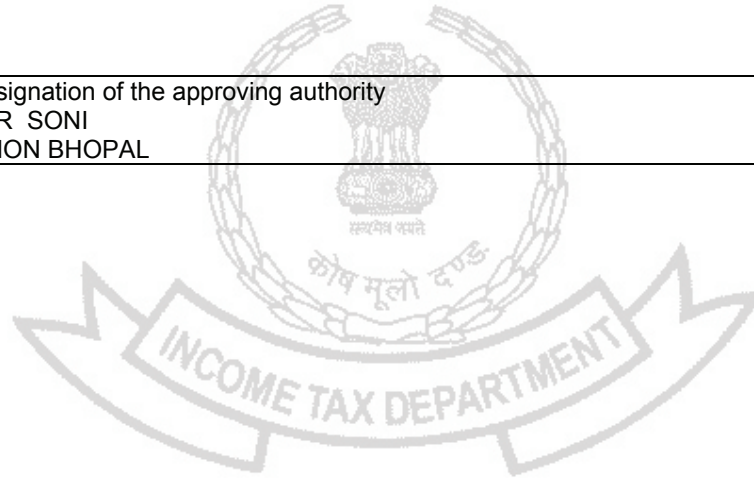 signation of the approving authority
R SONI
ION BHOPAL
सत्यमेव जयते
कोष मूलो दण्डः
INCOME TAX DEPARTMENT